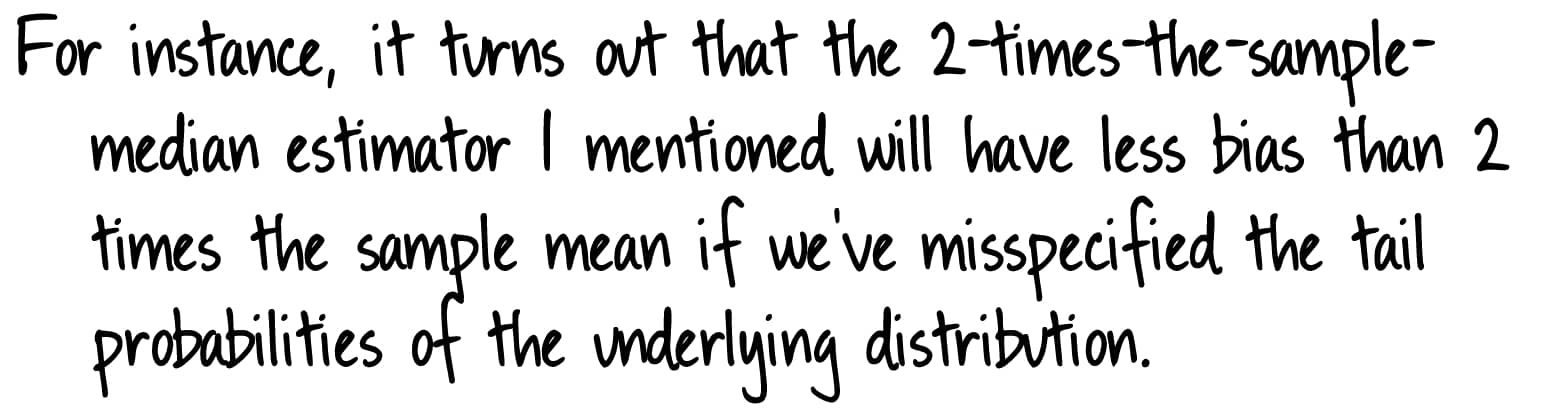 For instance, it turns out that the 2-times-the-sample-
median estimator I mentioned will have less bias than 2
times the sample mean if we've misspecified the tail
probabilities of the underlying distribution.